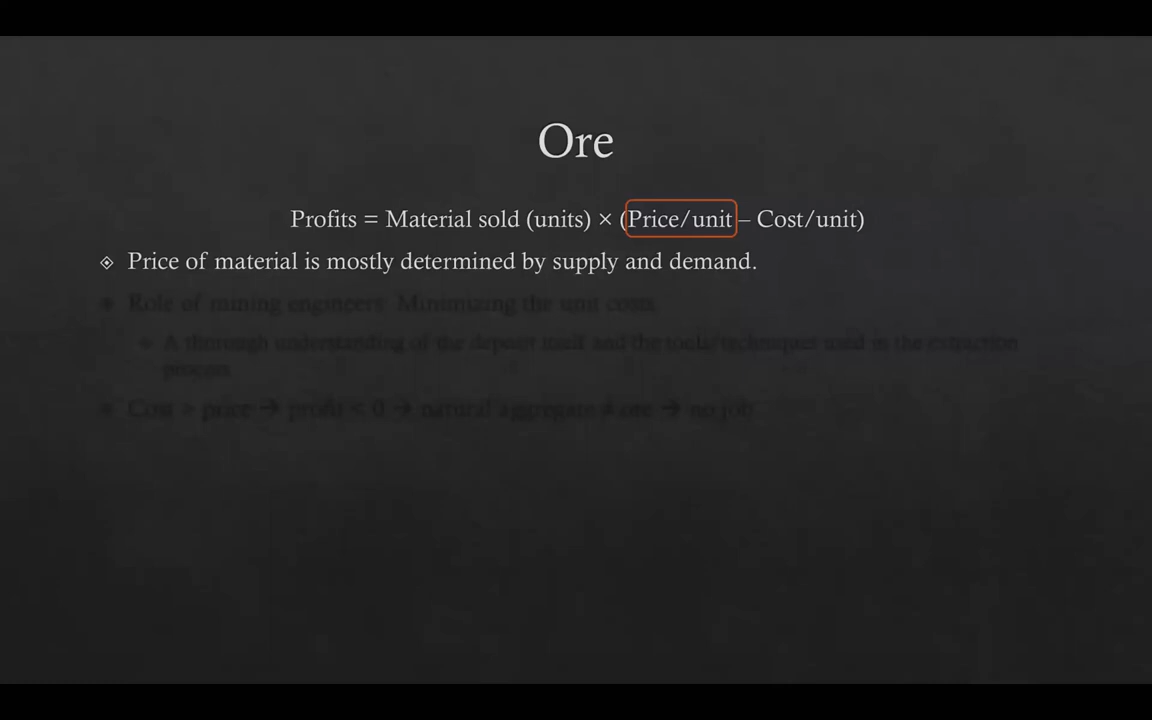 Ore
Profits = Material sold (units) × (Price/unit – Cost/unit)
Price of material is mostly determined by supply and demand.
Role of mining engineers: Minimizing the unit costs
A thorough understanding of the deposit itself and the tools/techniques used in the extraction
process
Cost > price → profit < 0 → natural aggregate ≠ ore → no job